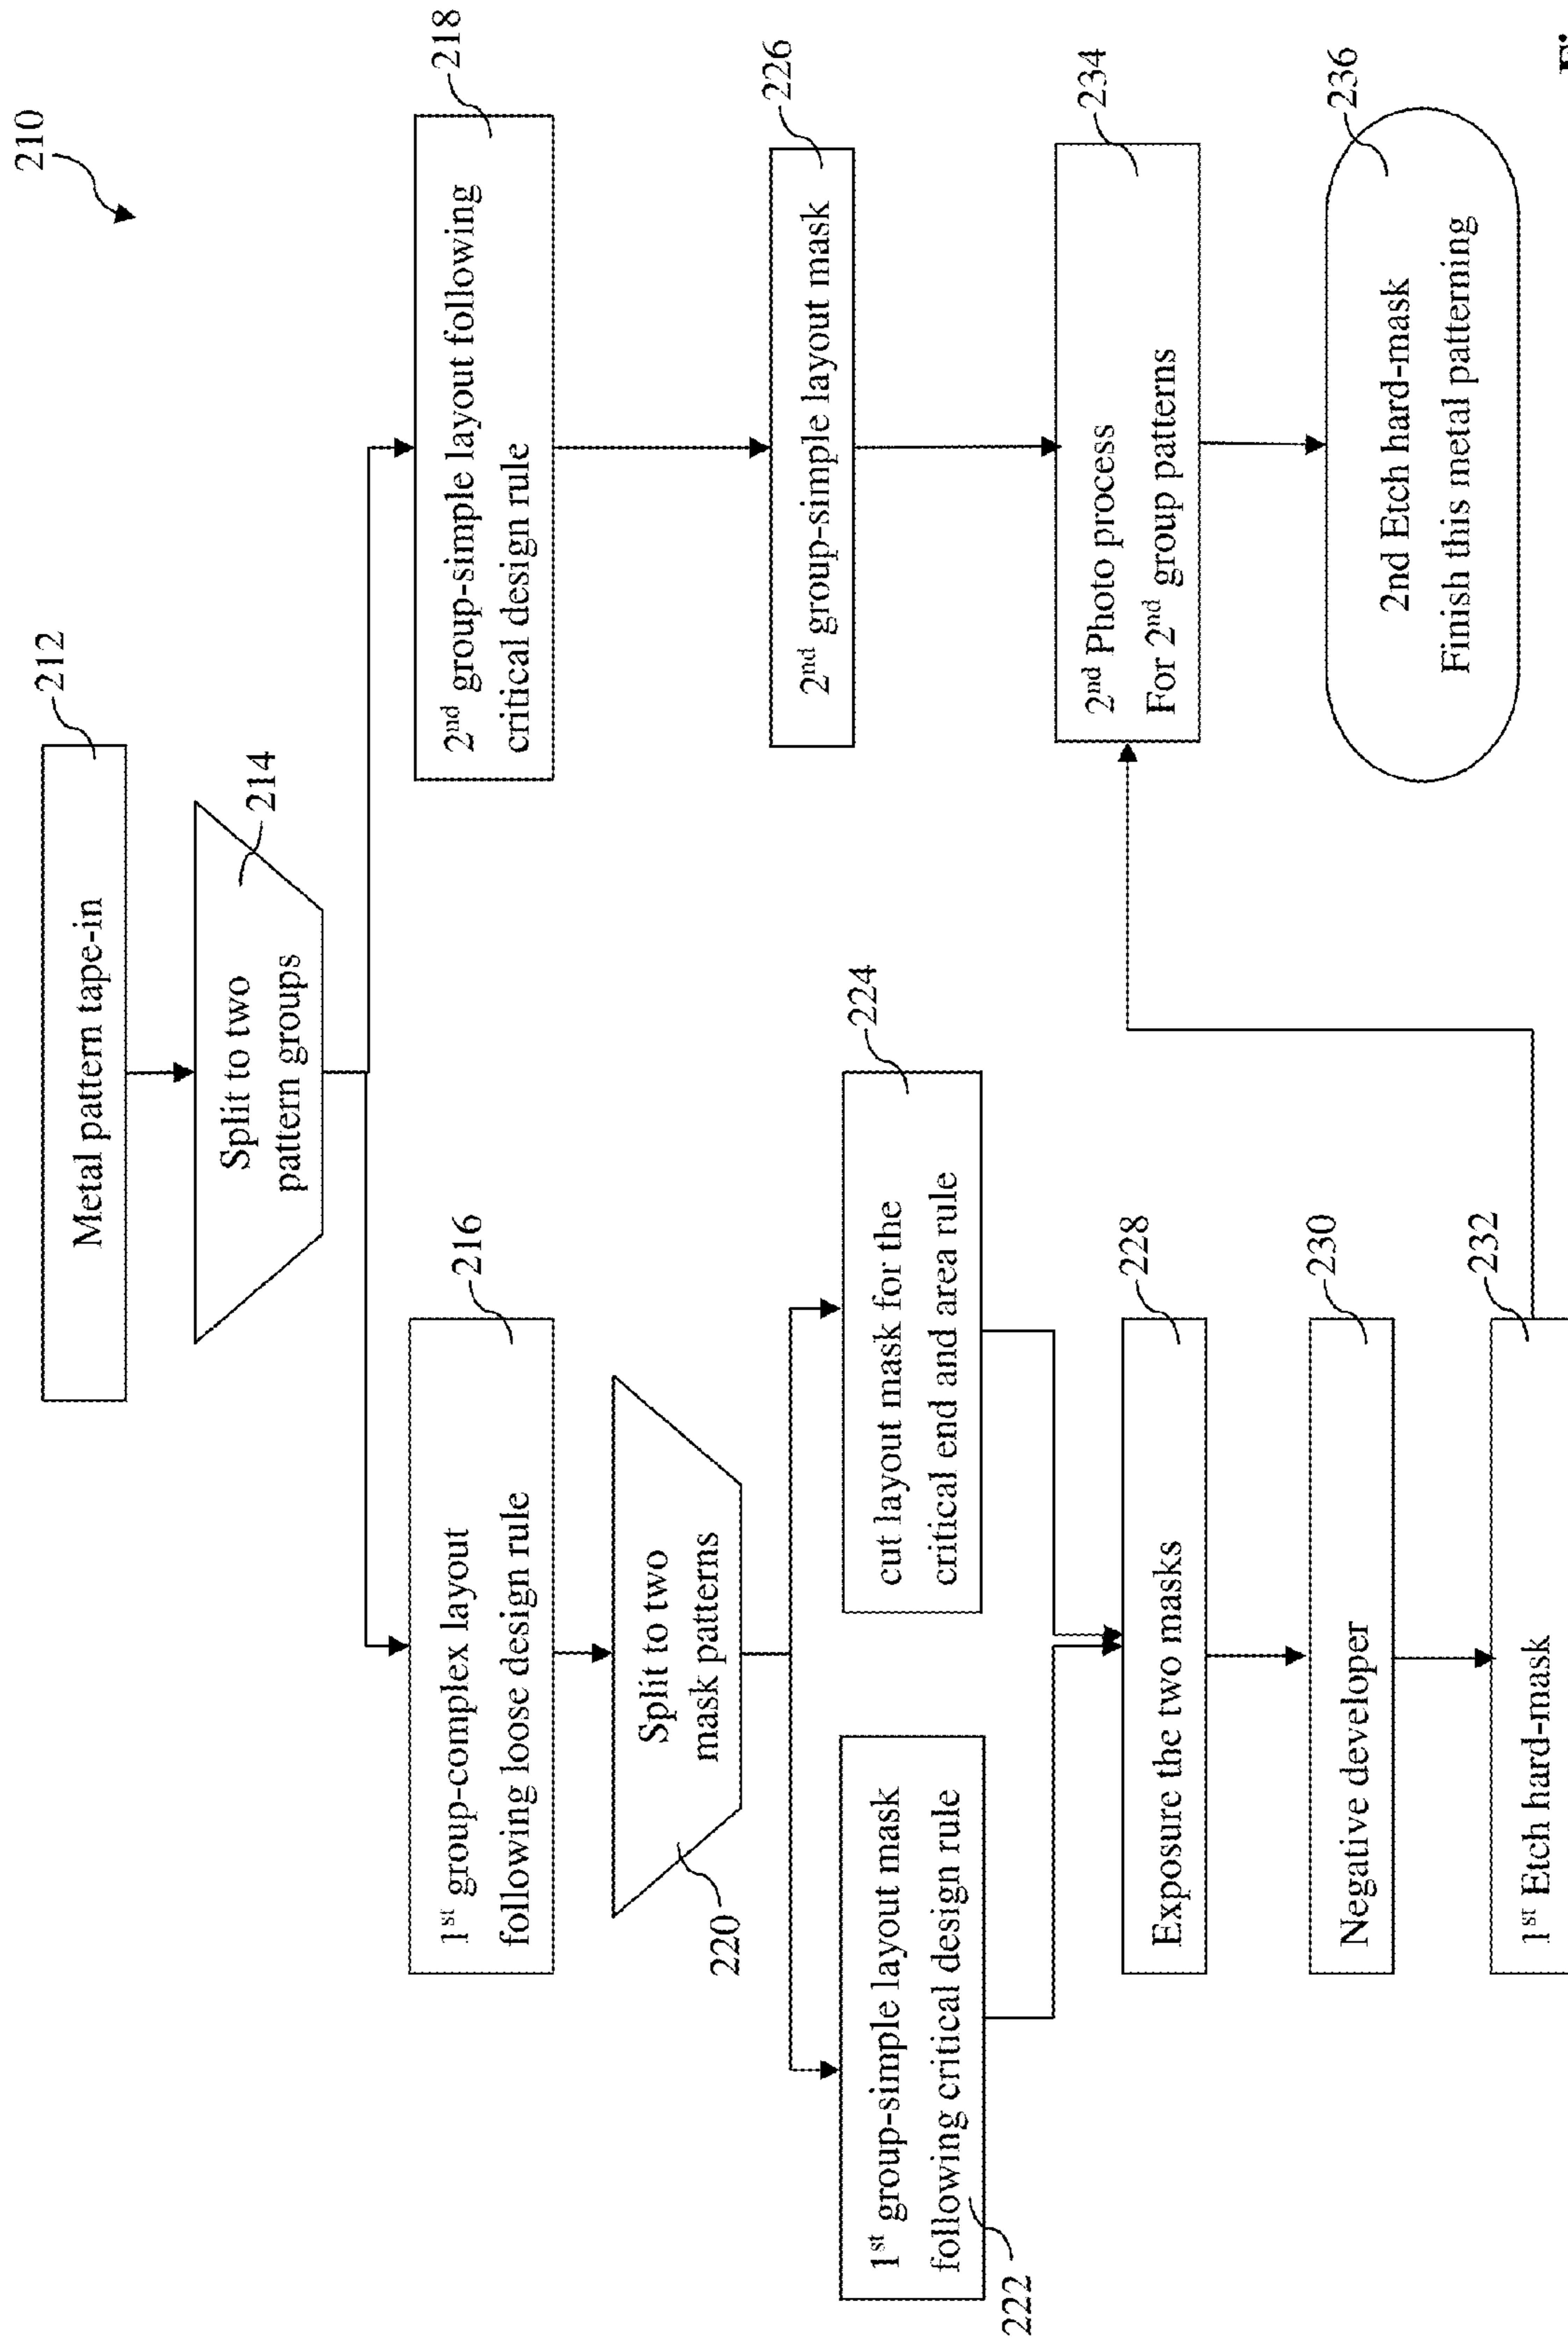 210
Metal pattern tape-in
212
Split to two
pattern groups
214
1st group-complex layout
following loose design rule
216
2nd group-simple layout following
critical design rule
218
Split to two
mask patterns
220
1st group-simple layout mask
following critical design rule
222
cut layout mask for the
critical end and area rule
224
2nd group-simple layout mask
226
Exposure the two masks
228
Negative developer
230
1st Etch hard-mask
232
2nd Photo process
For 2nd group patterns
234
2nd Etch hard-mask
Finish this metal patterning
236